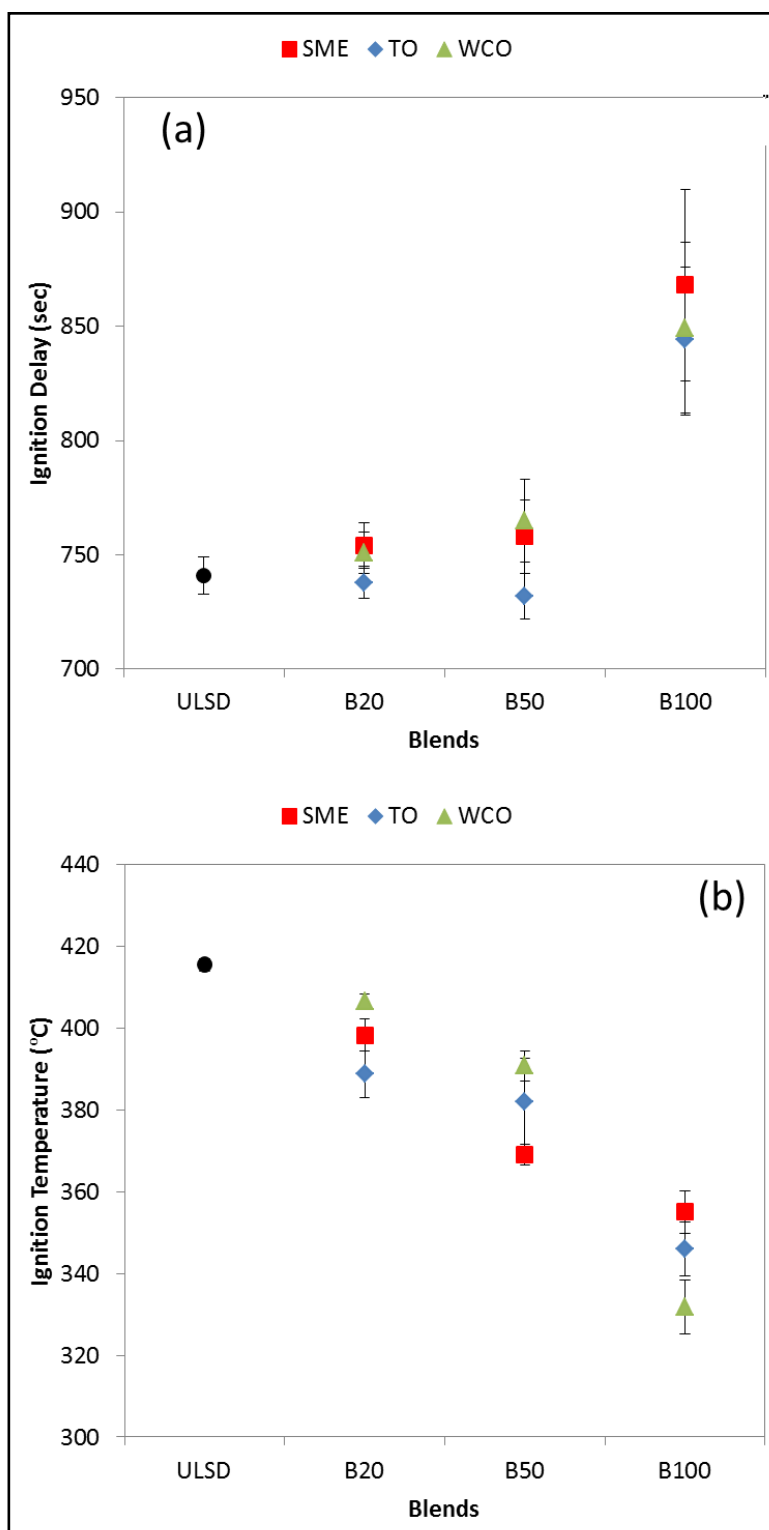 SME TO WCO
(a)
950
900
850
800
750
700
Ignition Delay (sec)
ULSD B20 B50 B100
Blends
SME TO WCO
(b)
440
420
400
380
360
340
320
300
Ignition Temperature (°C)
ULSD B20 B50 B100
Blends